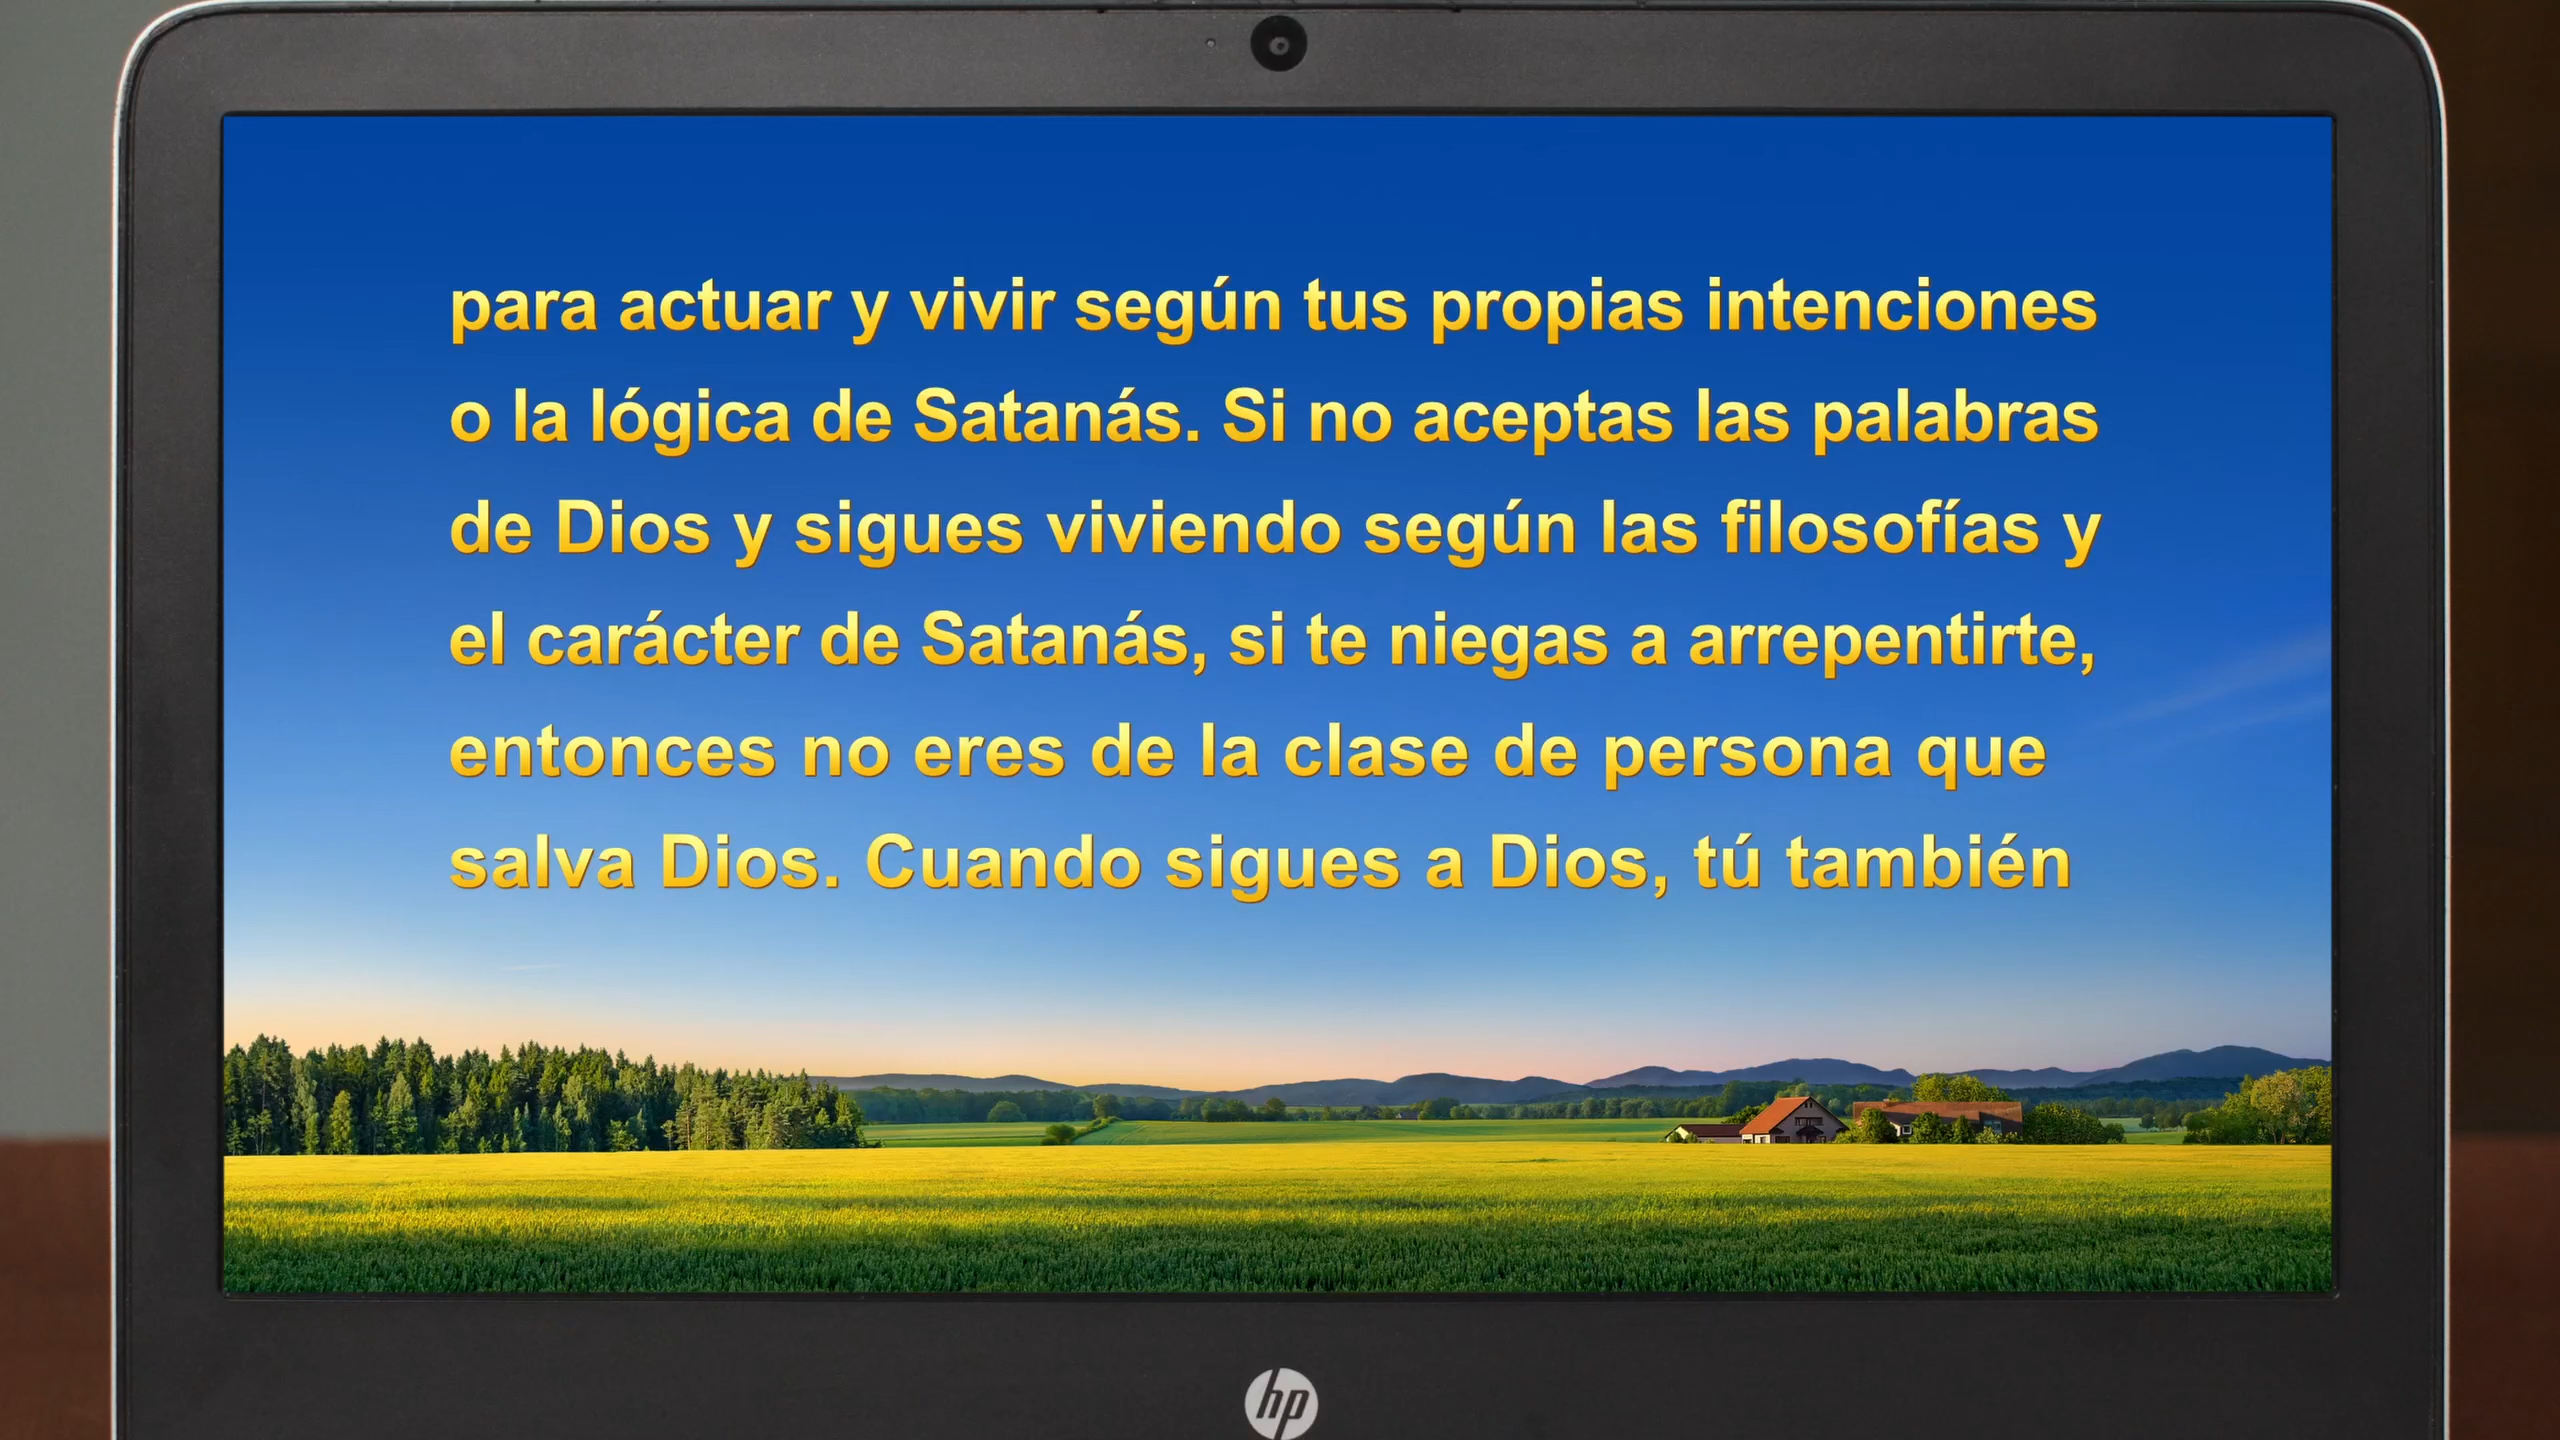 para actuar y vivir según tus propias intenciones
o la lógica de Satanás. Si no aceptas las palabras
de Dios y sigues viviendo según las filosofías y
el carácter de Satanás, si te niegas a arrepentirte,
entonces no eres de la clase de persona que
salva Dios. Cuando sigues a Dios, tú también
hp